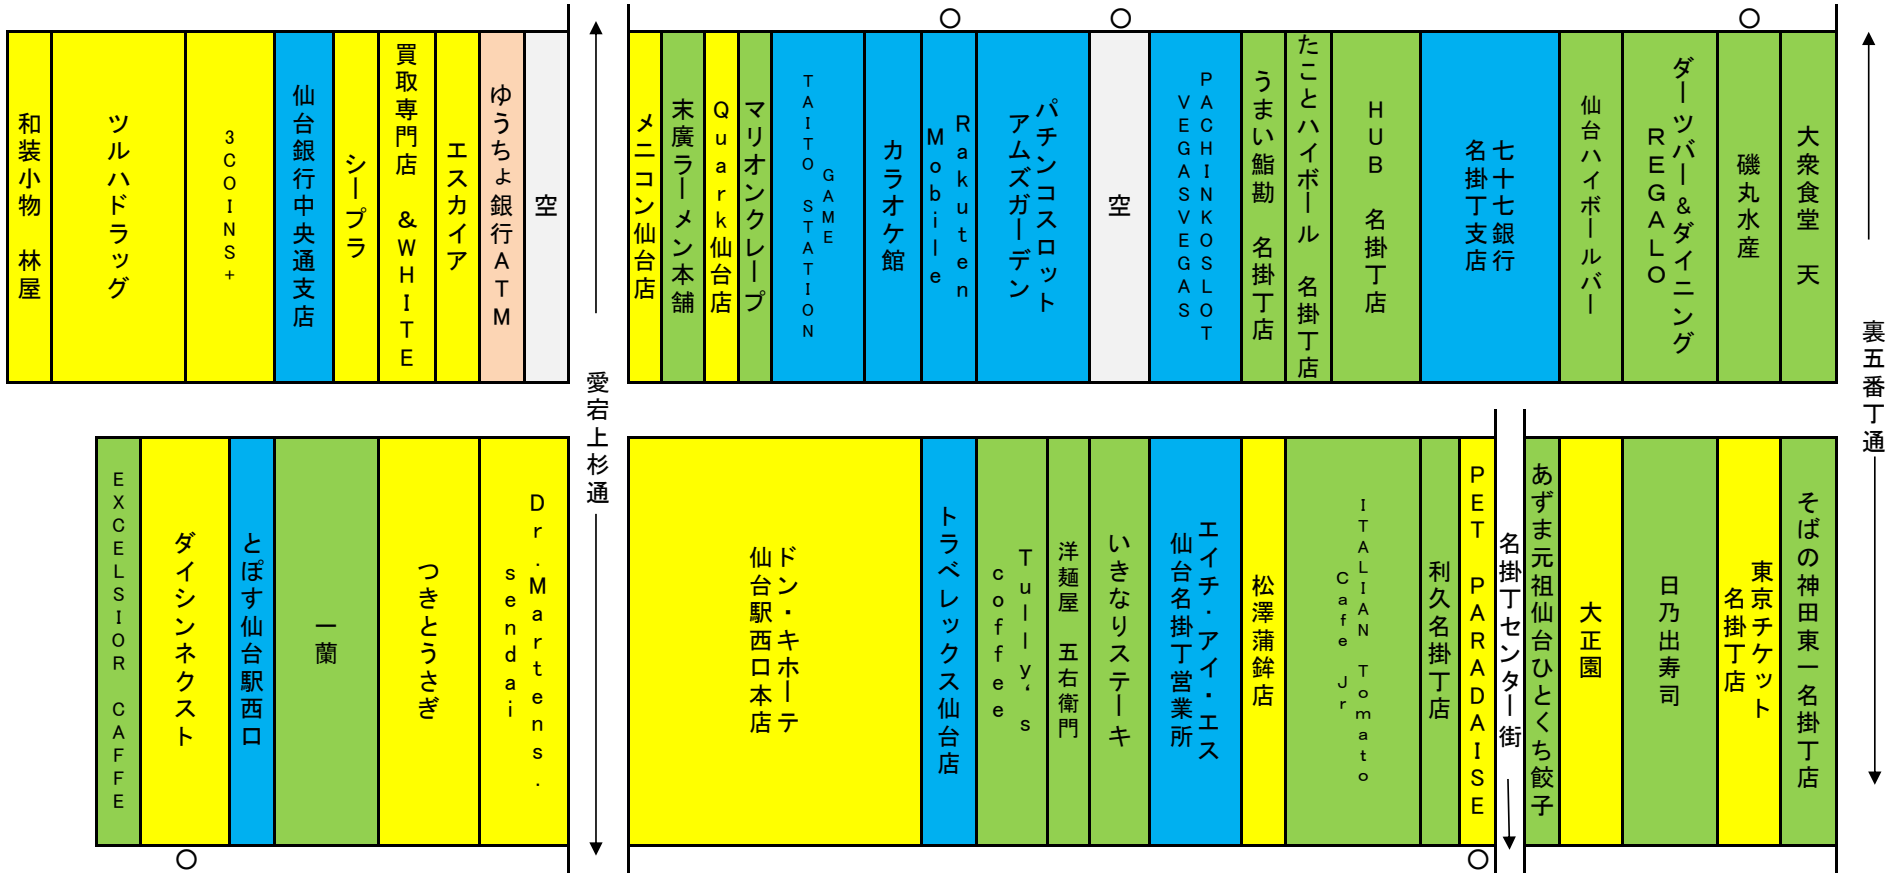 和装小物　林屋
ツルハドラッグ
3COINS+
仙台銀行中央通支店
シープラ
買取専門店　&WHITE
エスカイア
ゆうちょ銀行ATM
空
愛宕上杉通
メニコン仙台店
末廣ラーメン本舗
Quark仙台店
マリオンクレープ
GAME
TAITO STATION
カラオケ館
Rakuten
Mobile
パチンコスロット
アムズガーデン
空
PACHINKOSLOT
VEGASVEGAS
うまい鮨勘　名掛丁店
たことハイボール　名掛丁店
HUB　名掛丁店
七十七銀行
名掛丁支店
仙台ハイボールバー
ダーツバー&ダイニング
REGALO
磯丸水産
大衆食堂　天
裏五番丁通
EXCELSIOR CAFFE
ダイシンネクスト
とぽす仙台駅西口
一蘭
つきとうさぎ
Dr.Martens.
sendai
ドン・キホーテ
仙台駅西口本店
トラベレックス仙台店
Tully‘s
coffee
洋麺屋　五右衛門
いきなりステーキ
エイチ・アイ・エス
仙台名掛丁営業所
松澤蒲鉾店
ITALIAN Tomato
Cafe Jr
利久名掛丁店
PET PARADAISE
名掛丁センター街
あずま元祖仙台ひとくち餃子
大正園
日乃出寿司
東京チケット
名掛丁店
そばの神田東一名掛丁店